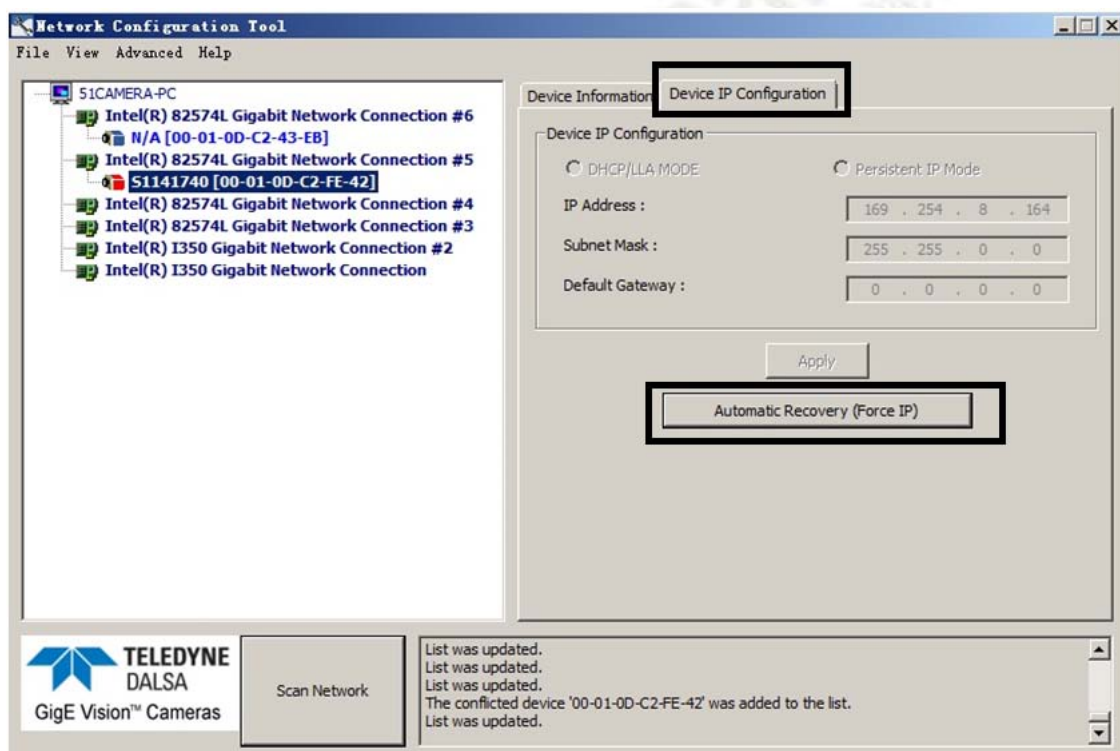 Network Configuration Tool
File View Advanced Help
51CAMERA-PC
Intel(R) 82574L Gigabit Network Connection #6
N/A [00-01-0D-C2-43-EB]
Intel(R) 82574L Gigabit Network Connection #5
S1141740 [00-01-0D-C2-FE-42]
Intel(R) 82574L Gigabit Network Connection #4
Intel(R) 82574L Gigabit Network Connection #3
Intel(R) I350 Gigabit Network Connection #2
Intel(R) I350 Gigabit Network Connection
Device Information Device IP Configuration
Device IP Configuration
DHCP/LLA MODE Persistent IP Mode
IP Address : 169 . 254 . 8 . 164
Subnet Mask : 255 . 255 . 0 . 0
Default Gateway : 0 . 0 . 0 . 0
Apply
Automatic Recovery (Force IP)
TELEDYNE
DALSA
GigE Vision™ Cameras
Scan Network
List was updated.
List was updated.
List was updated.
The conflicted device '00-01-0D-C2-FE-42' was added to the list.
List was updated.